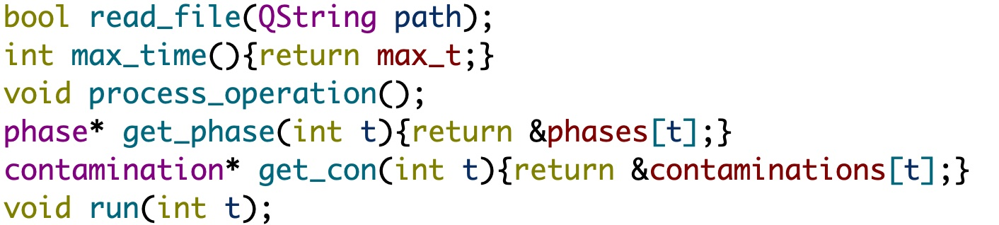 bool read_file(QString path);
int max_time(){return max_t;}
void process_operation();
phase* get_phase(int t){return &phases[t];}
contamination* get_con(int t){return &contaminations[t];}
void run(int t);